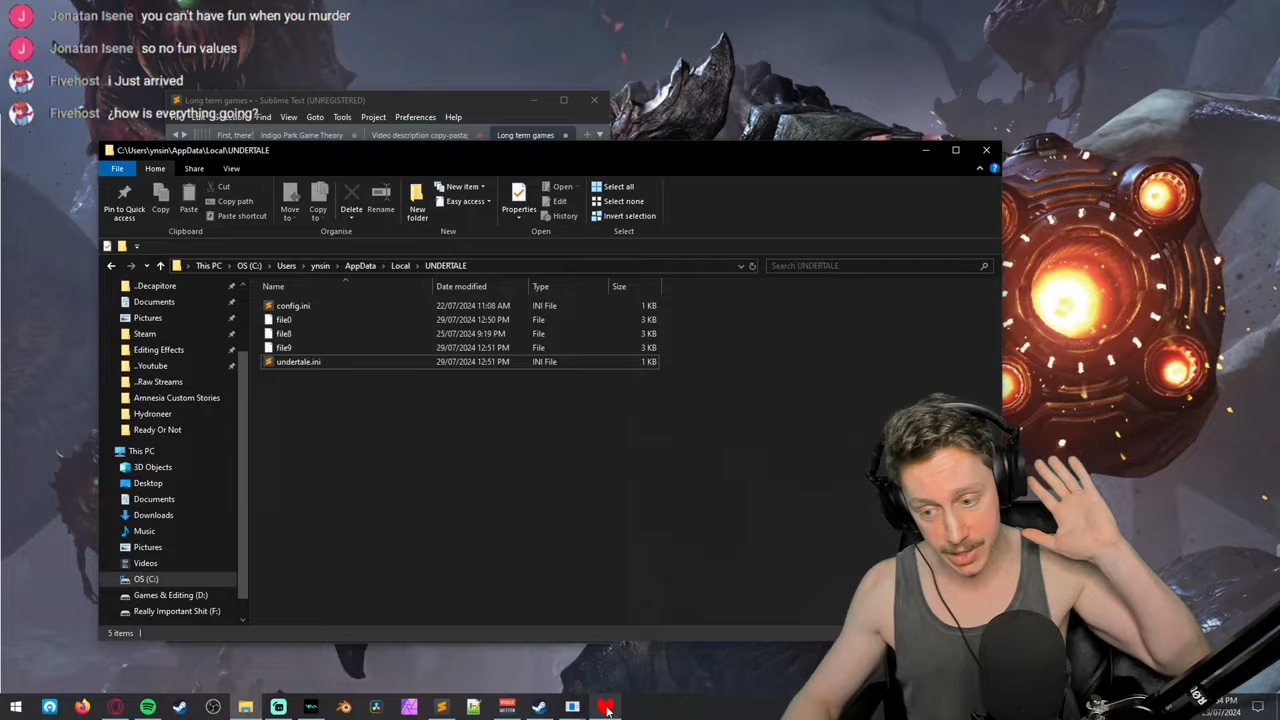 Jonatan Isene you can't have fun when you murder
Jonatan Isene so no fun values
Fivehost i Just arrived
Fivehost ¿how is everything going?
Long term games • - Sublime Text (UNREGISTERED)
Find View Goto Tools Project Preferences Help
First, there! Indigo Park Game Theory Video description copy-pasta; Long term games
C:\Users\ynsin\AppData\Local\UNDERTALE
File Home Share View
Pin to Quick access
Copy
Paste
Cut
Copy path
Paste shortcut
Move to
Copy to
Delete
Rename
New folder
New item
Easy access
Properties
Open
Edit
History
Select all
Select none
Invert selection
Clipboard Organise New Open Select
This PC OS (C:) Users ynsin AppData Local UNDERTALE
Search UNDERTALE
Name Date modified Type Size
config.ini 22/07/2024 11:08 AM INI File 1 KB
file0 29/07/2024 12:50 PM File 3 KB
file8 25/07/2024 9:19 PM File 3 KB
file9 29/07/2024 12:51 PM File 3 KB
undertale.ini 29/07/2024 12:51 PM INI File 1 KB
..Decapitore
Documents
Pictures
Steam
Editing Effects
..Youtube
..Raw Streams
Amnesia Custom Stories
Hydroneer
Ready Or Not
This PC
3D Objects
Desktop
Documents
Downloads
Music
Pictures
Videos
OS (C:)
Games & Editing (D:)
Really Important Shit (F:)
5 items
PM
29/07/2024